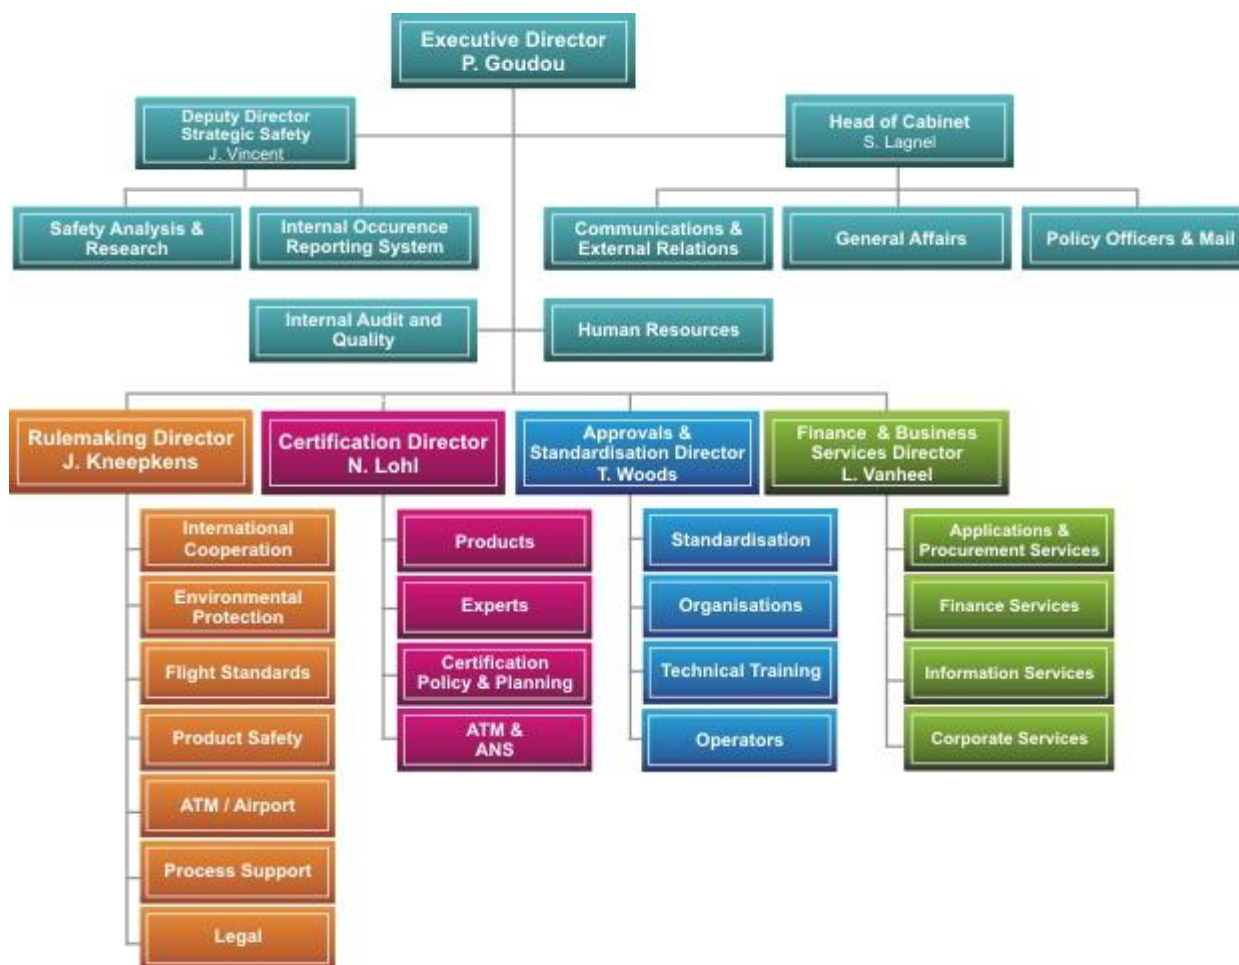 Executive Director
P. Goudou
Deputy Director
Strategic Safety
J. Vincent
Head of Cabinet
S. Lagnel
Safety Analysis &
Research
Internal Occurence
Reporting System
Communications &
External Relations
General Affairs
Policy Officers & Mail
Internal Audit and
Quality
Human Resources
Rulemaking Director
J. Kneepkens
Certification Director
N. Lohl
Approvals &
Standardisation Director
T. Woods
Finance & Business
Services Director
L. Vanheel
International
Cooperation
Environmental
Protection
Flight Standards
Product Safety
ATM / Airport
Process Support
Legal
Products
Experts
Certification
Policy & Planning
ATM &
ANS
Standardisation
Organisations
Technical Training
Operators
Applications &
Procurement Services
Finance Services
Information Services
Corporate Services